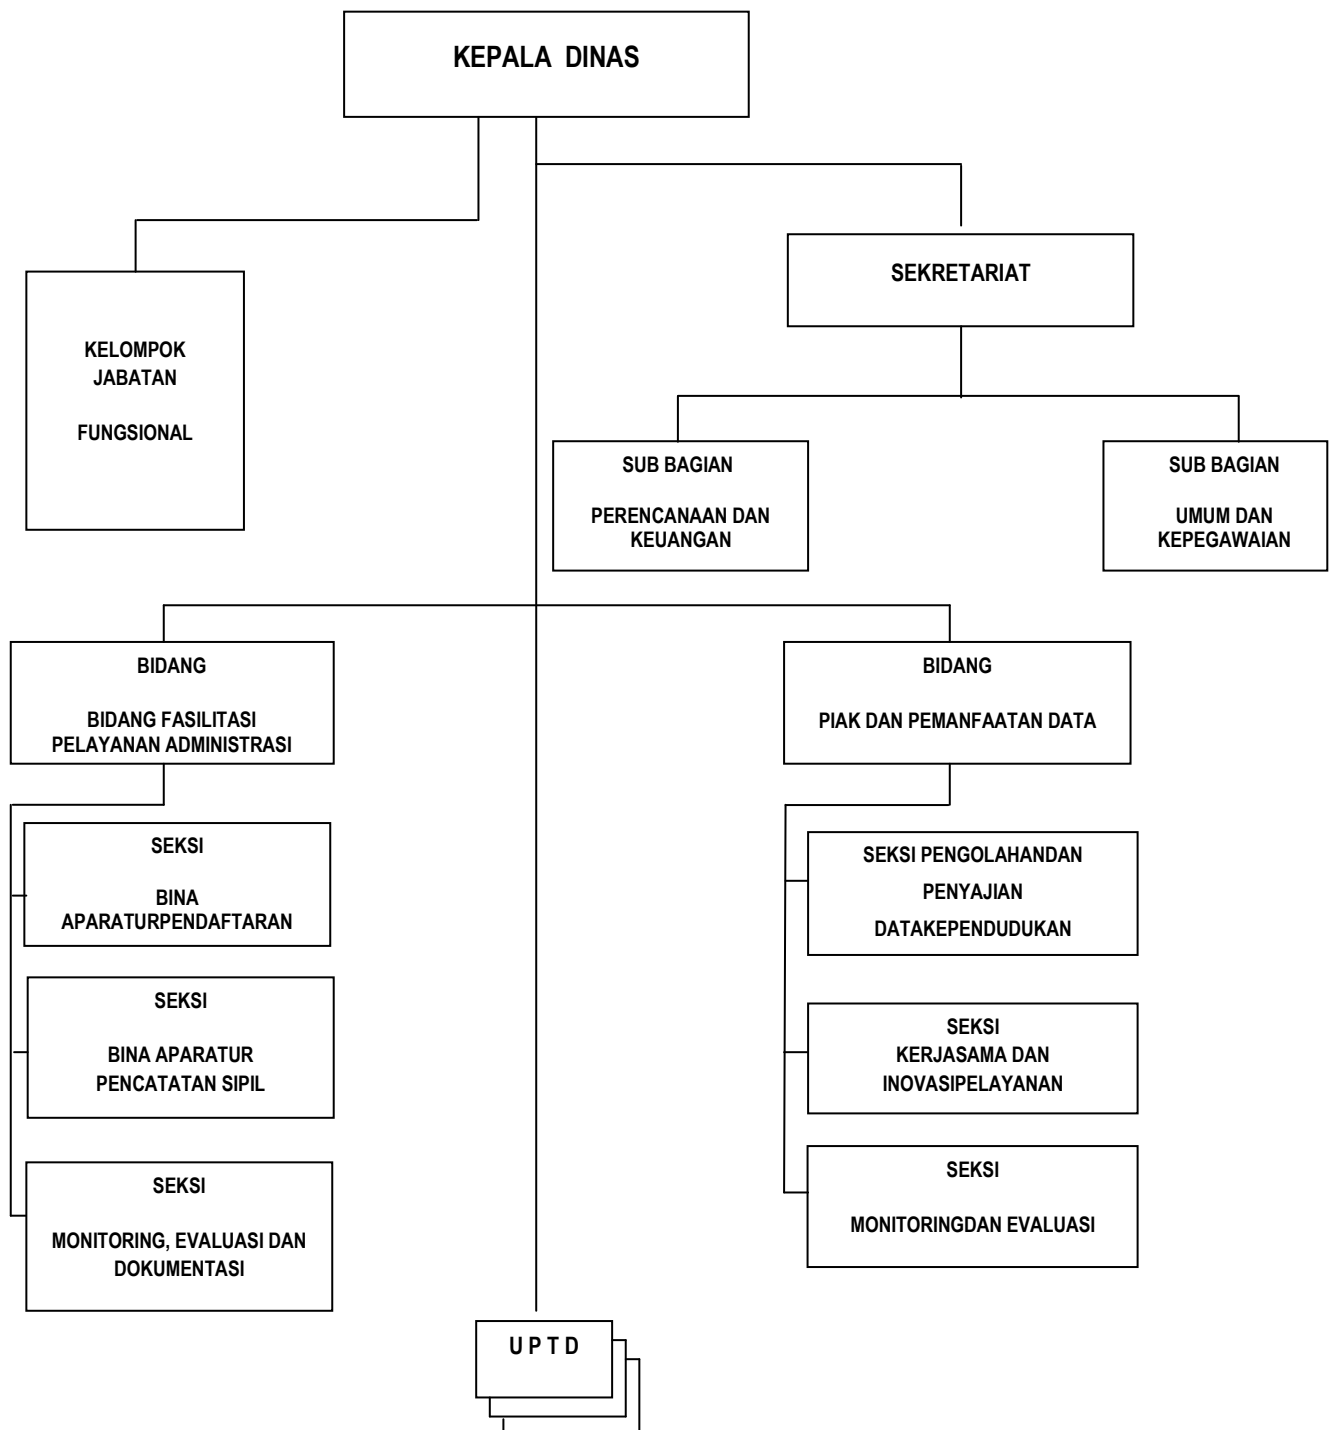 KEPALA DINAS
SEKRETARIAT
KELOMPOK
JABATAN
FUNGSIONAL
SUB BAGIAN
PERENCANAAN DAN
KEUANGAN
SUB BAGIAN
UMUM DAN
KEPEGAWAIAN
BIDANG
BIDANG FASILITASI
PELAYANAN ADMINISTRASI
BIDANG
PIAK DAN PEMANFAATAN DATA
SEKSI
BINA
APARATURPENDAFTARAN
SEKSI
BINA APARATUR
PENCATATAN SIPIL
SEKSI
MONITORING, EVALUASI DAN
DOKUMENTASI
SEKSI PENGOLAHANDAN
PENYAJIAN
DATAKEPENDUDUKAN
SEKSI
KERJASAMA DAN
INOVASIPELAYANAN
SEKSI
MONITORINGDAN EVALUASI
U P T D